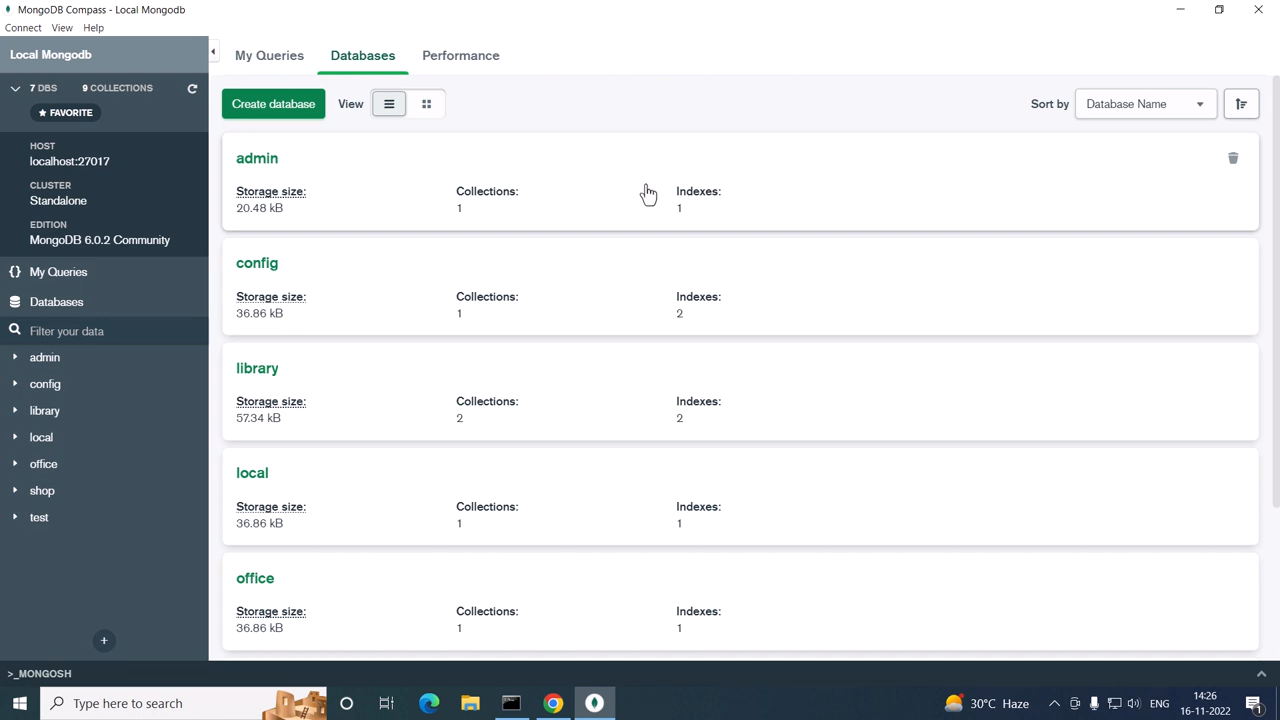 MongoDB Compass - Local Mongodb
Connect View Help
Local Mongodb
7 DBS 9 COLLECTIONS
★ FAVORITE
HOST
localhost:27017
CLUSTER
Standalone
EDITION
MongoDB 6.0.2 Community
{} My Queries
Databases
Filter your data
admin
config
library
local
office
shop
test
+
My Queries Databases Performance
Create database View Sort by Database Name
admin
Storage size: Collections: Indexes:
20.48 kB 1 1
config
Storage size: Collections: Indexes:
36.86 kB 1 2
library
Storage size: Collections: Indexes:
57.34 kB 2 2
local
Storage size: Collections: Indexes:
36.86 kB 1 1
office
Storage size: Collections: Indexes:
36.86 kB 1 1
>_MONGOSH
Type here to search 30°C Haze ENG 14:26
16-11-2022 1